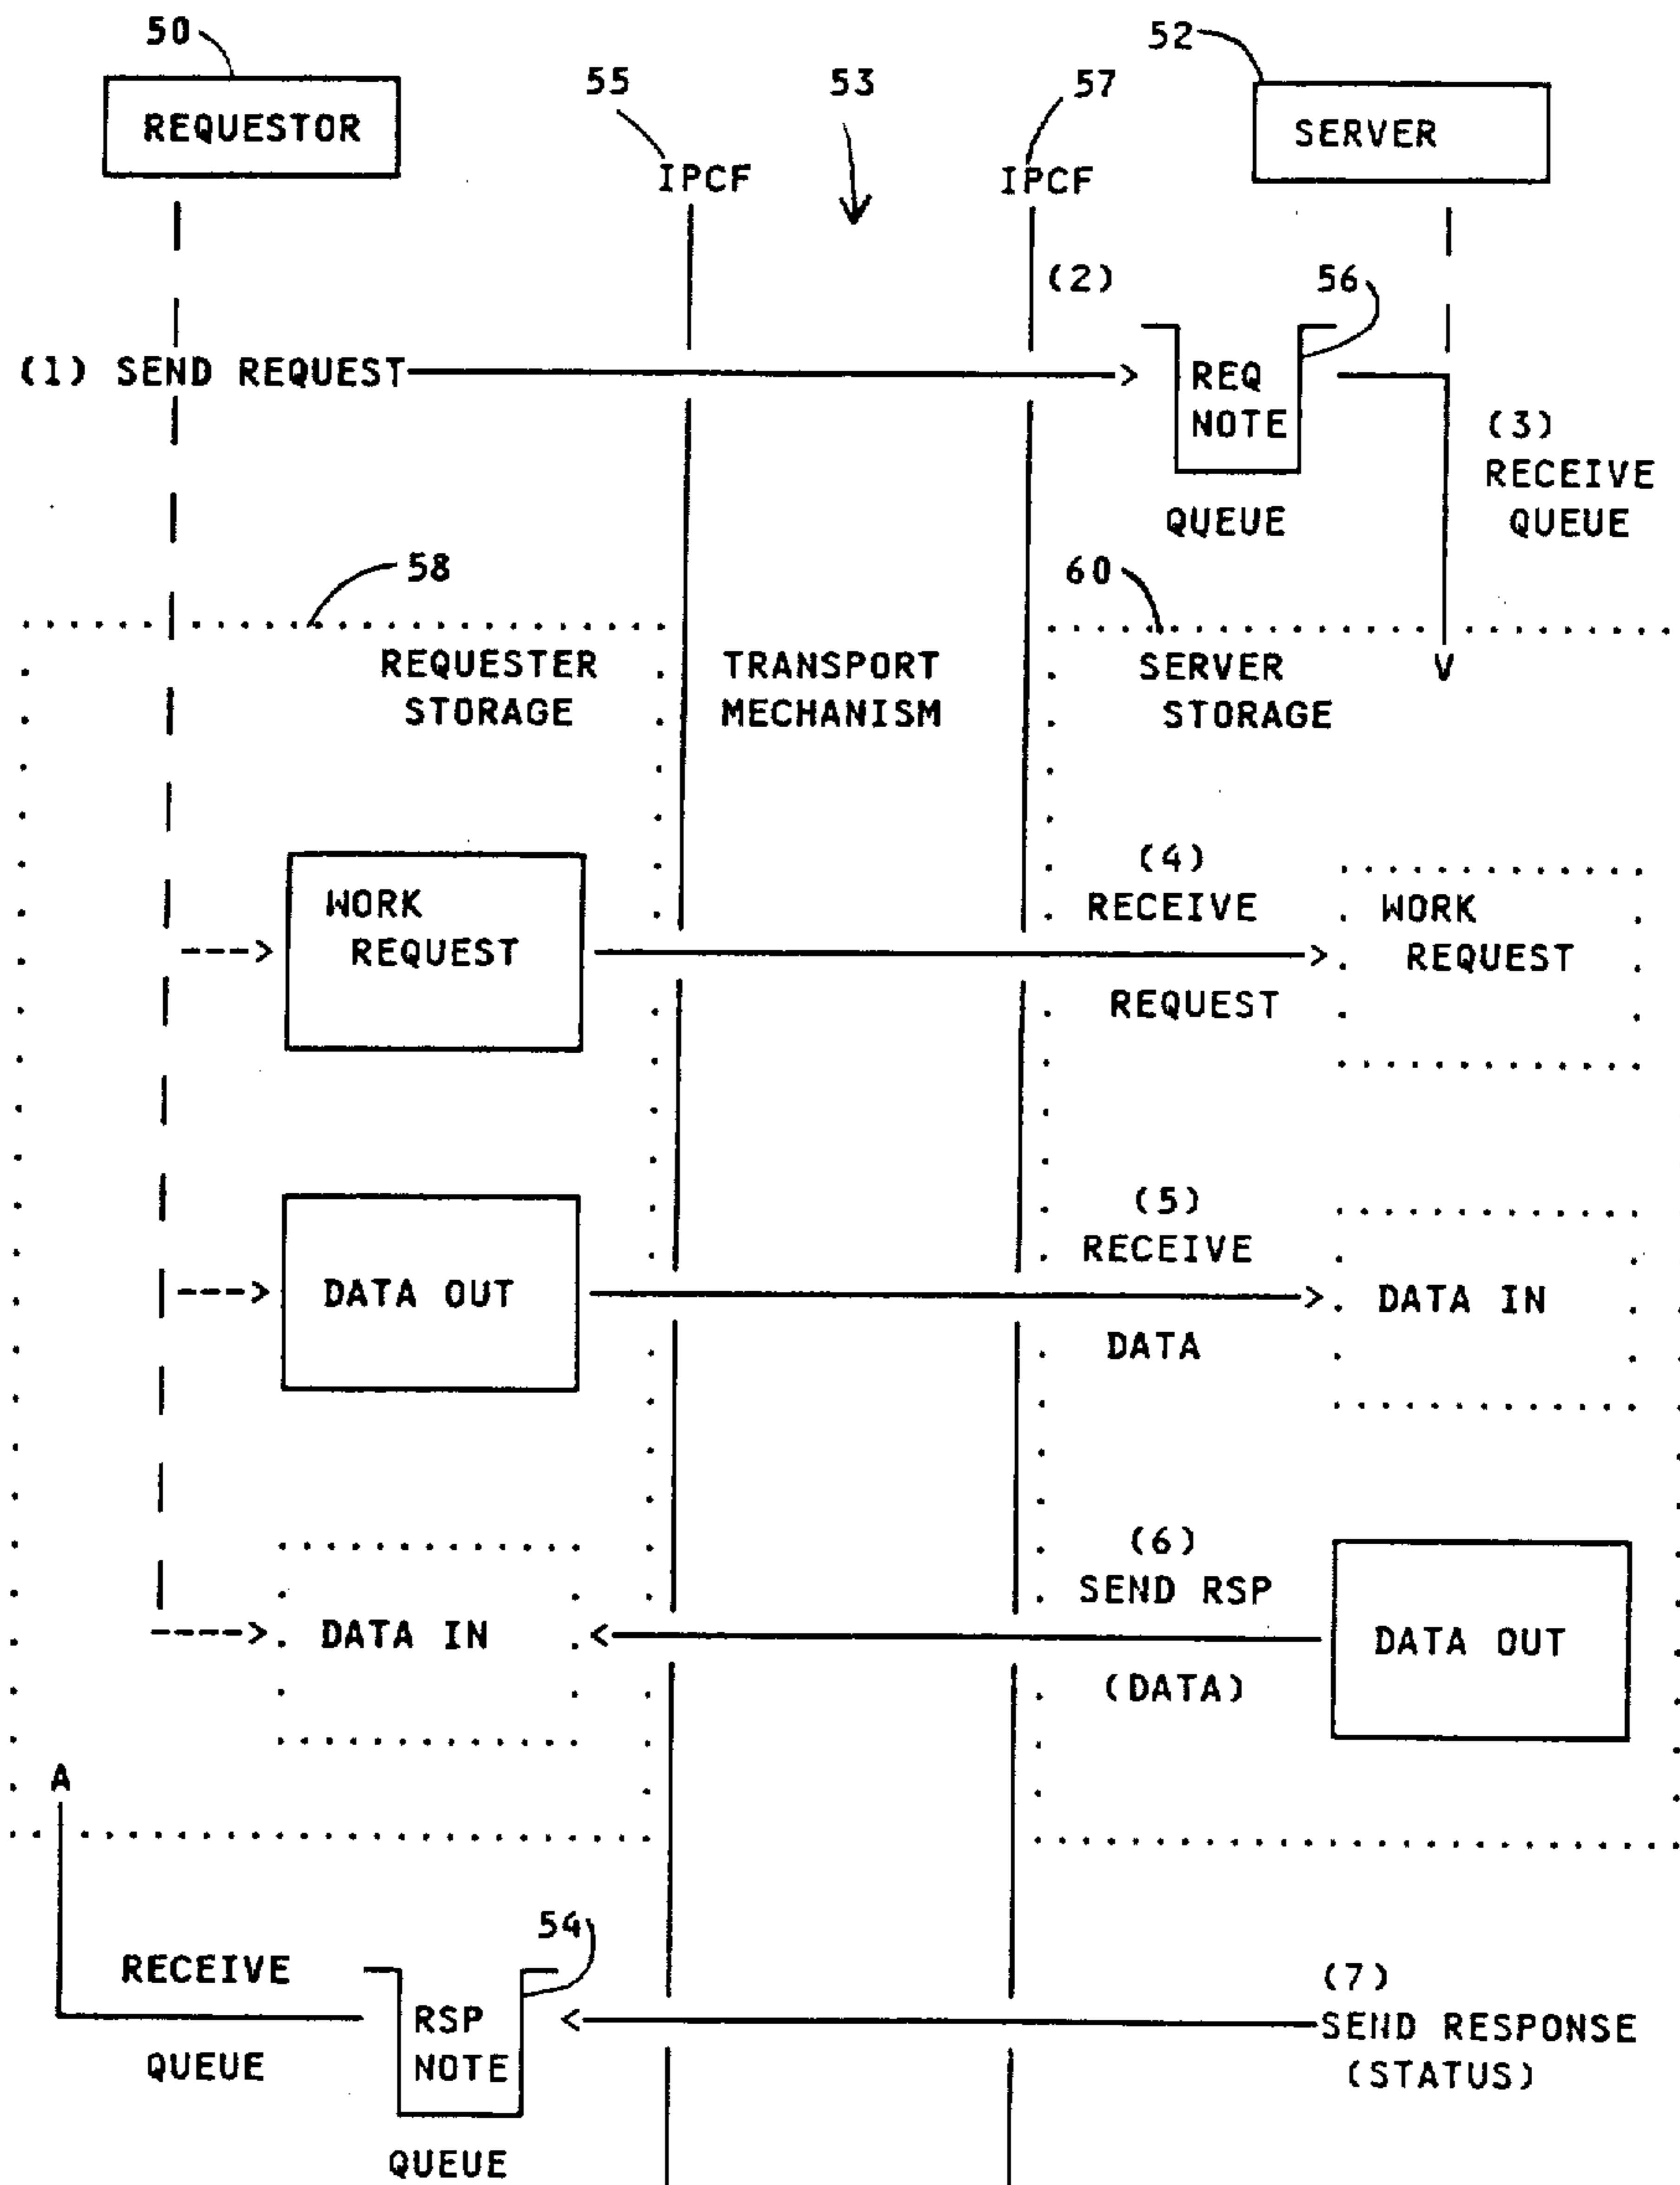 50
52
55
53
57
REQUESTOR
SERVER
IPCF
IPCF
(2)
56
(1) SEND REQUEST
REQ
NOTE
(3)
RECEIVE
QUEUE
QUEUE
58
60
REQUESTER
STORAGE
TRANSPORT
MECHANISM
SERVER
STORAGE
V
(4)
WORK
REQUEST
RECEIVE
REQUEST
WORK
REQUEST
(5)
DATA OUT
RECEIVE
DATA
DATA IN
(6)
SEND RSP
DATA IN
(DATA)
DATA OUT
A
54
RECEIVE
QUEUE
RSP
NOTE
QUEUE
(7)
SEND RESPONSE
(STATUS)